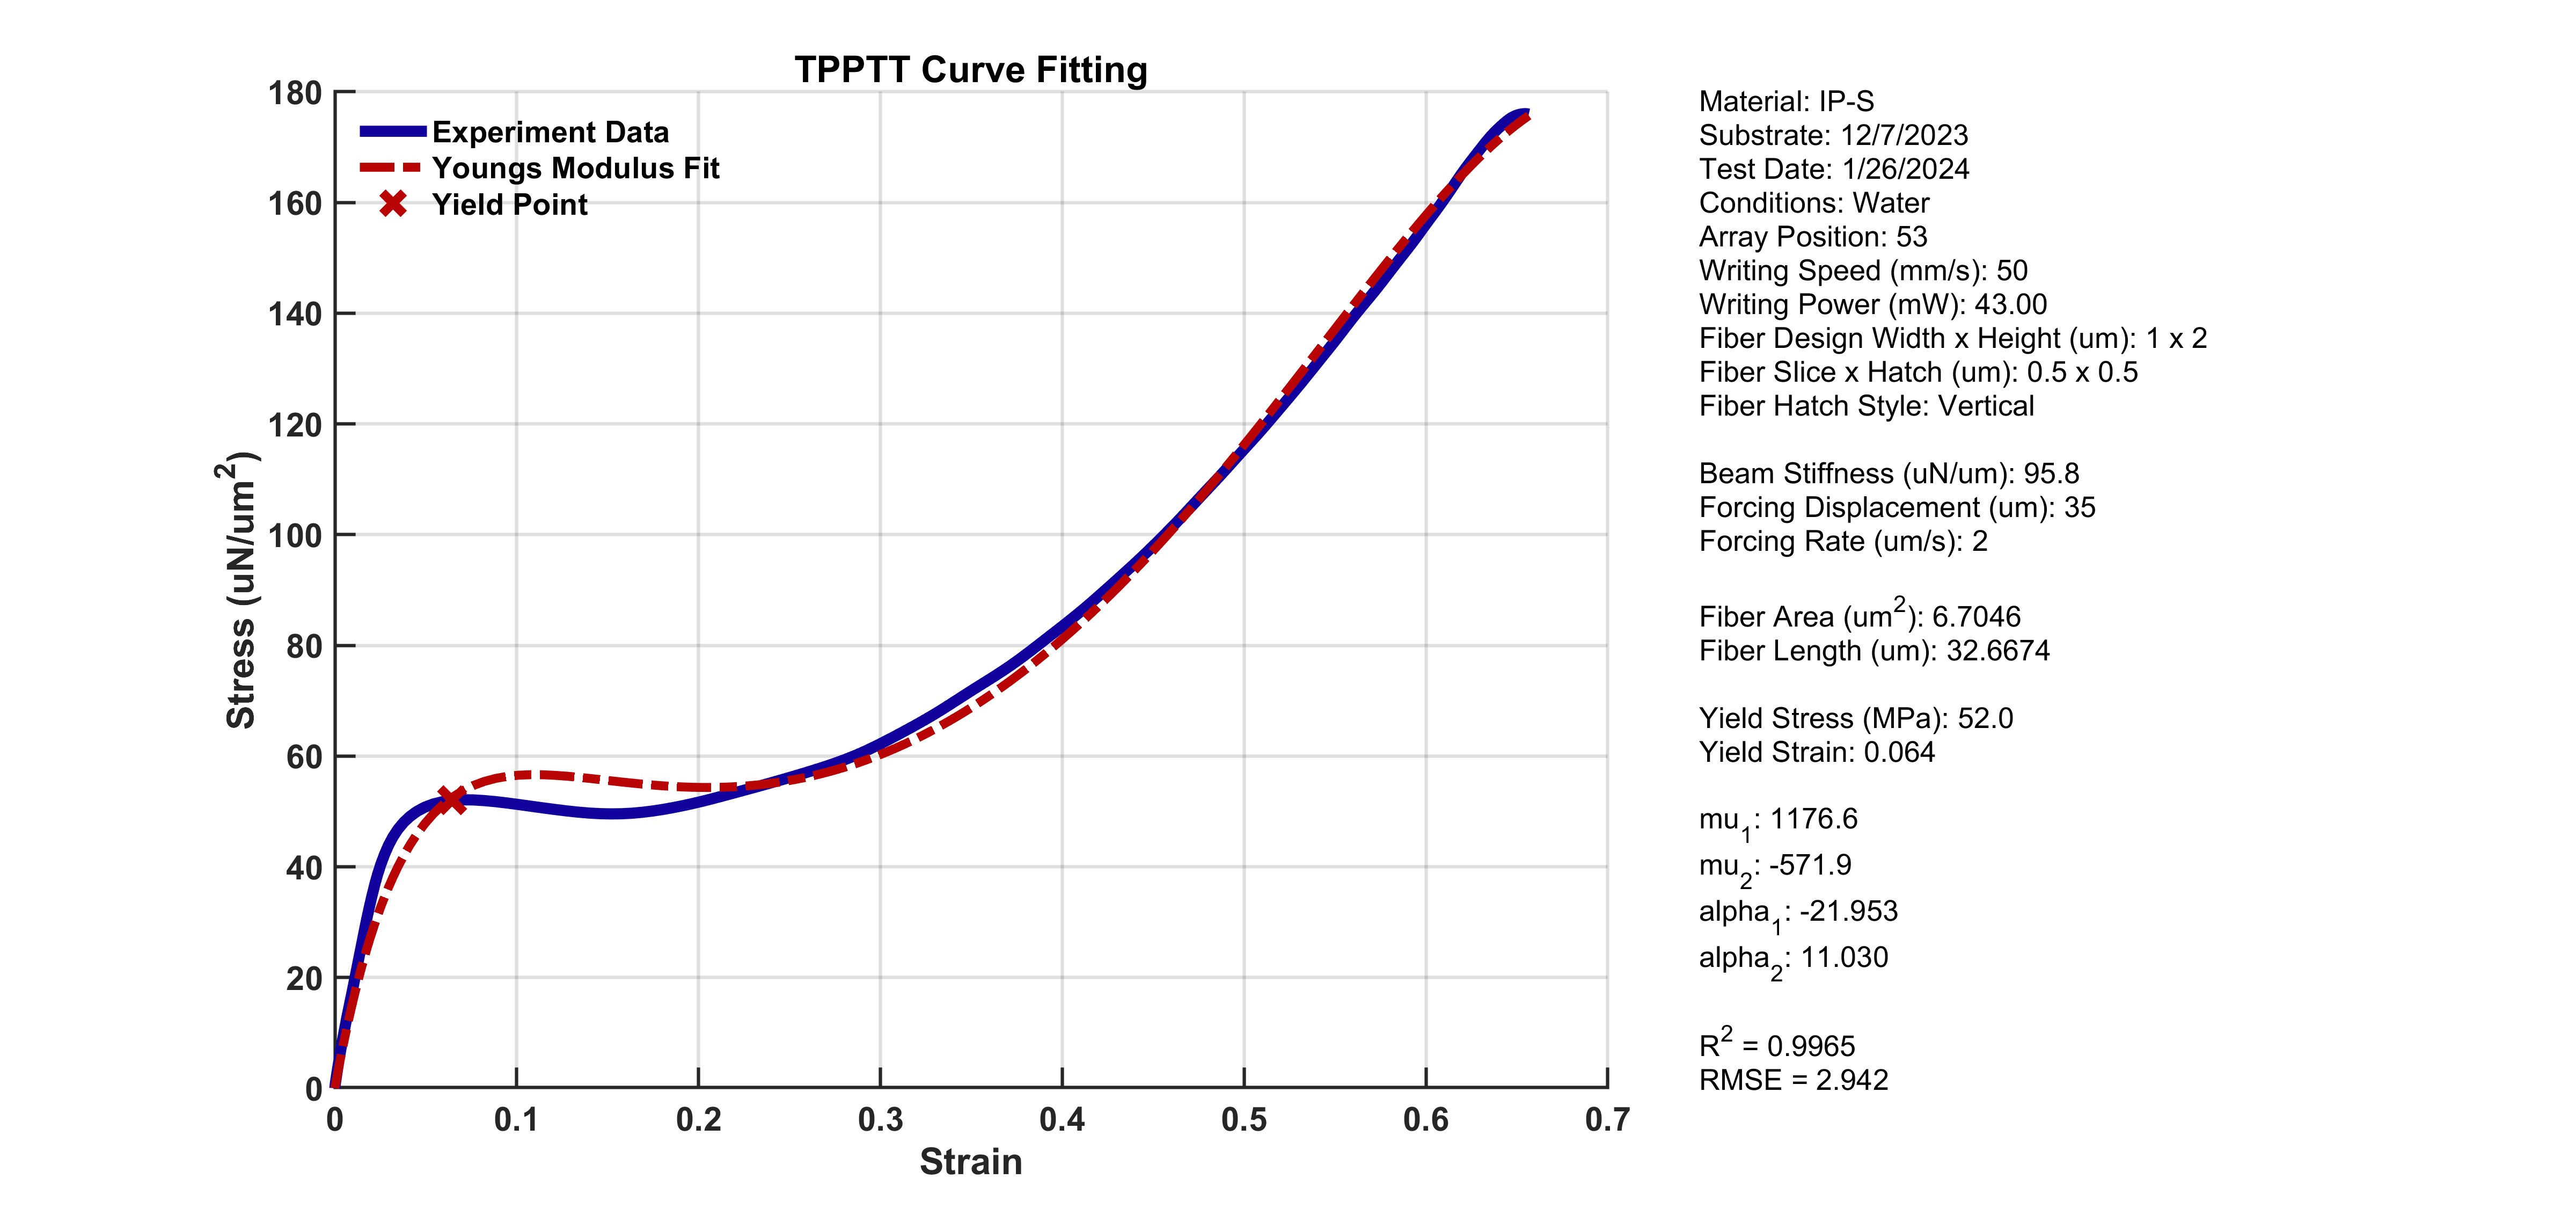 TPPTT Curve Fitting
180
160
140
120
100
80
60
40
20
0
Stress (uN/um²)
Experiment Data
Youngs Modulus Fit
Yield Point
0 0.1 0.2 0.3 0.4 0.5 0.6 0.7
Strain
Material: IP-S
Substrate: 12/7/2023
Test Date: 1/26/2024
Conditions: Water
Array Position: 53
Writing Speed (mm/s): 50
Writing Power (mW): 43.00
Fiber Design Width x Height (um): 1 x 2
Fiber Slice x Hatch (um): 0.5 x 0.5
Fiber Hatch Style: Vertical
Beam Stiffness (uN/um): 95.8
Forcing Displacement (um): 35
Forcing Rate (um/s): 2
Fiber Area (um²): 6.7046
Fiber Length (um): 32.6674
Yield Stress (MPa): 52.0
Yield Strain: 0.064
mu₁: 1176.6
mu₂: -571.9
alpha₁: -21.953
alpha₂: 11.030
R² = 0.9965
RMSE = 2.942